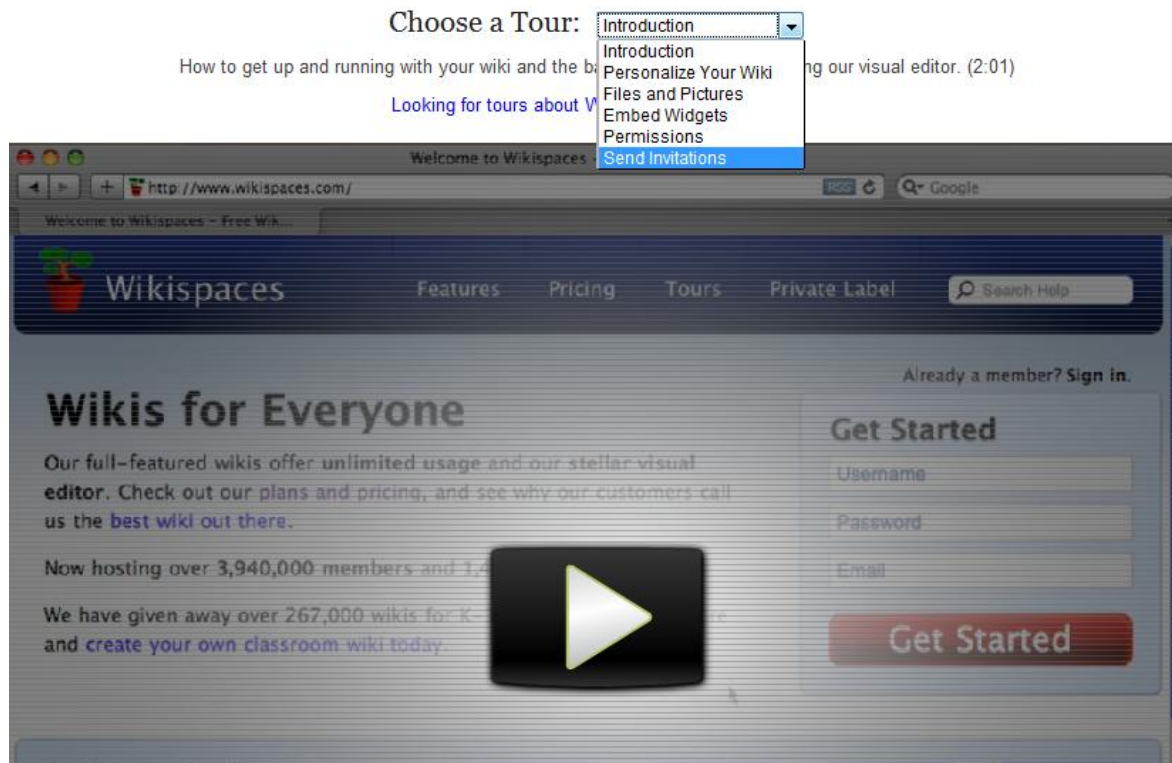 Choose a Tour: Introduction
Introduction
Personalize Your Wiki
Files and Pictures
Embed Widgets
Permissions
Send Invitations
How to get up and running with your wiki and the ng our visual editor. (2:01)
Looking for tours about
Welcome to Wikispaces -
http://www.wikispaces.com/
RSS
Google
Welcome to Wikispaces - Free Wik...
Wikispaces
Features Pricing Tours Private Label Search Help
Already a member? Sign in.
Wikis for Everyone
Our full-featured wikis offer unlimited usage and our stellar visual
editor. Check out our plans and pricing, and see why our customers call
us the best wiki out there.
Now hosting over 3,940,000 members and
We have given away over 267,000 wikis for K-
and create your own classroom wiki today.
Get Started
Username
Password
Email
Get Started